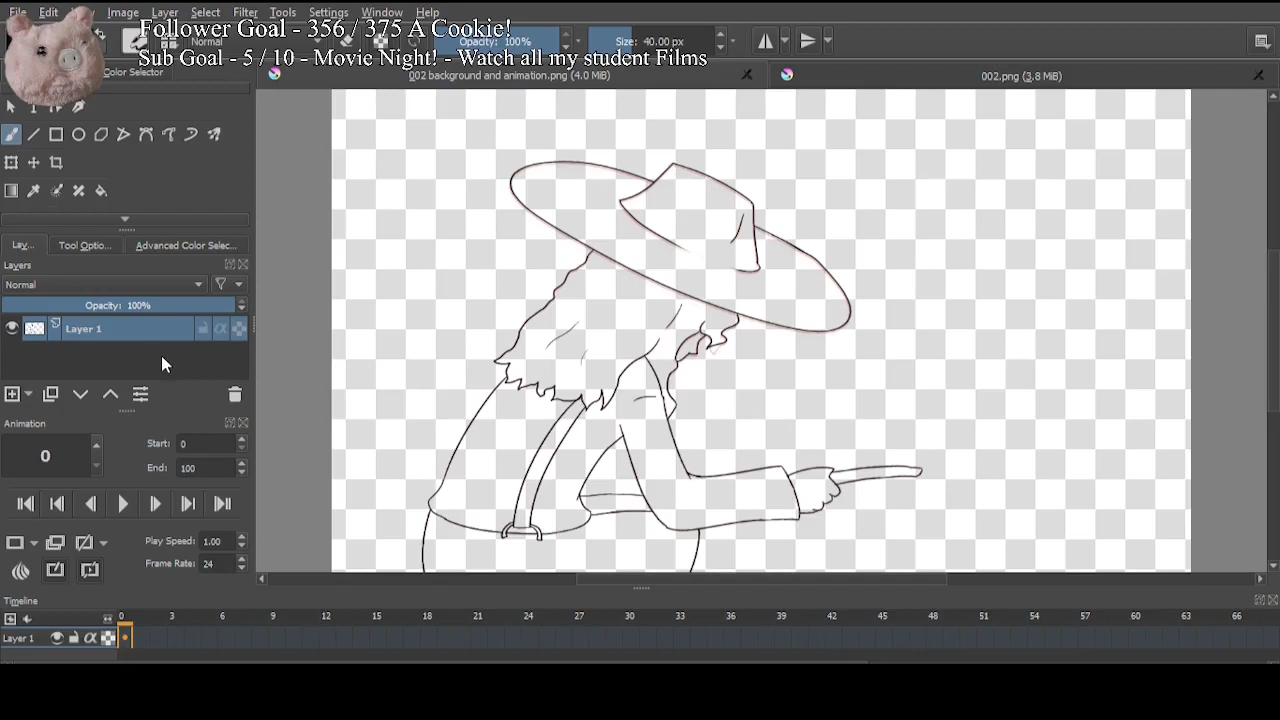 File Edit View Image Layer Select Filter Tools Settings Window Help
Follower Goal - 356 / 375 A Cookie!
Normal Opacity: 100% Size: 40.00 px
Sub Goal - 5 / 10 - Movie Night! - Watch all my student Films
Color Selector
002 background and animation.png (4.0 MiB)
002.png (3.8 MiB)
Lay... Tool Optio... Advanced Color Selec...
Layers
Normal
Opacity: 100%
Layer 1
Animation
0 Start: 0
End: 100
Play Speed: 1.00
Frame Rate: 24
Timeline
0 3 6 9 12 15 18 21 24 27 30 33 36 39 42 45 48 51 54 57 60 63 66
Layer 1